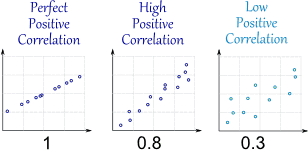 Perfect
Positive
Correlation
High
Positive
Correlation
Low
Positive
Correlation
1
0.8
0.3